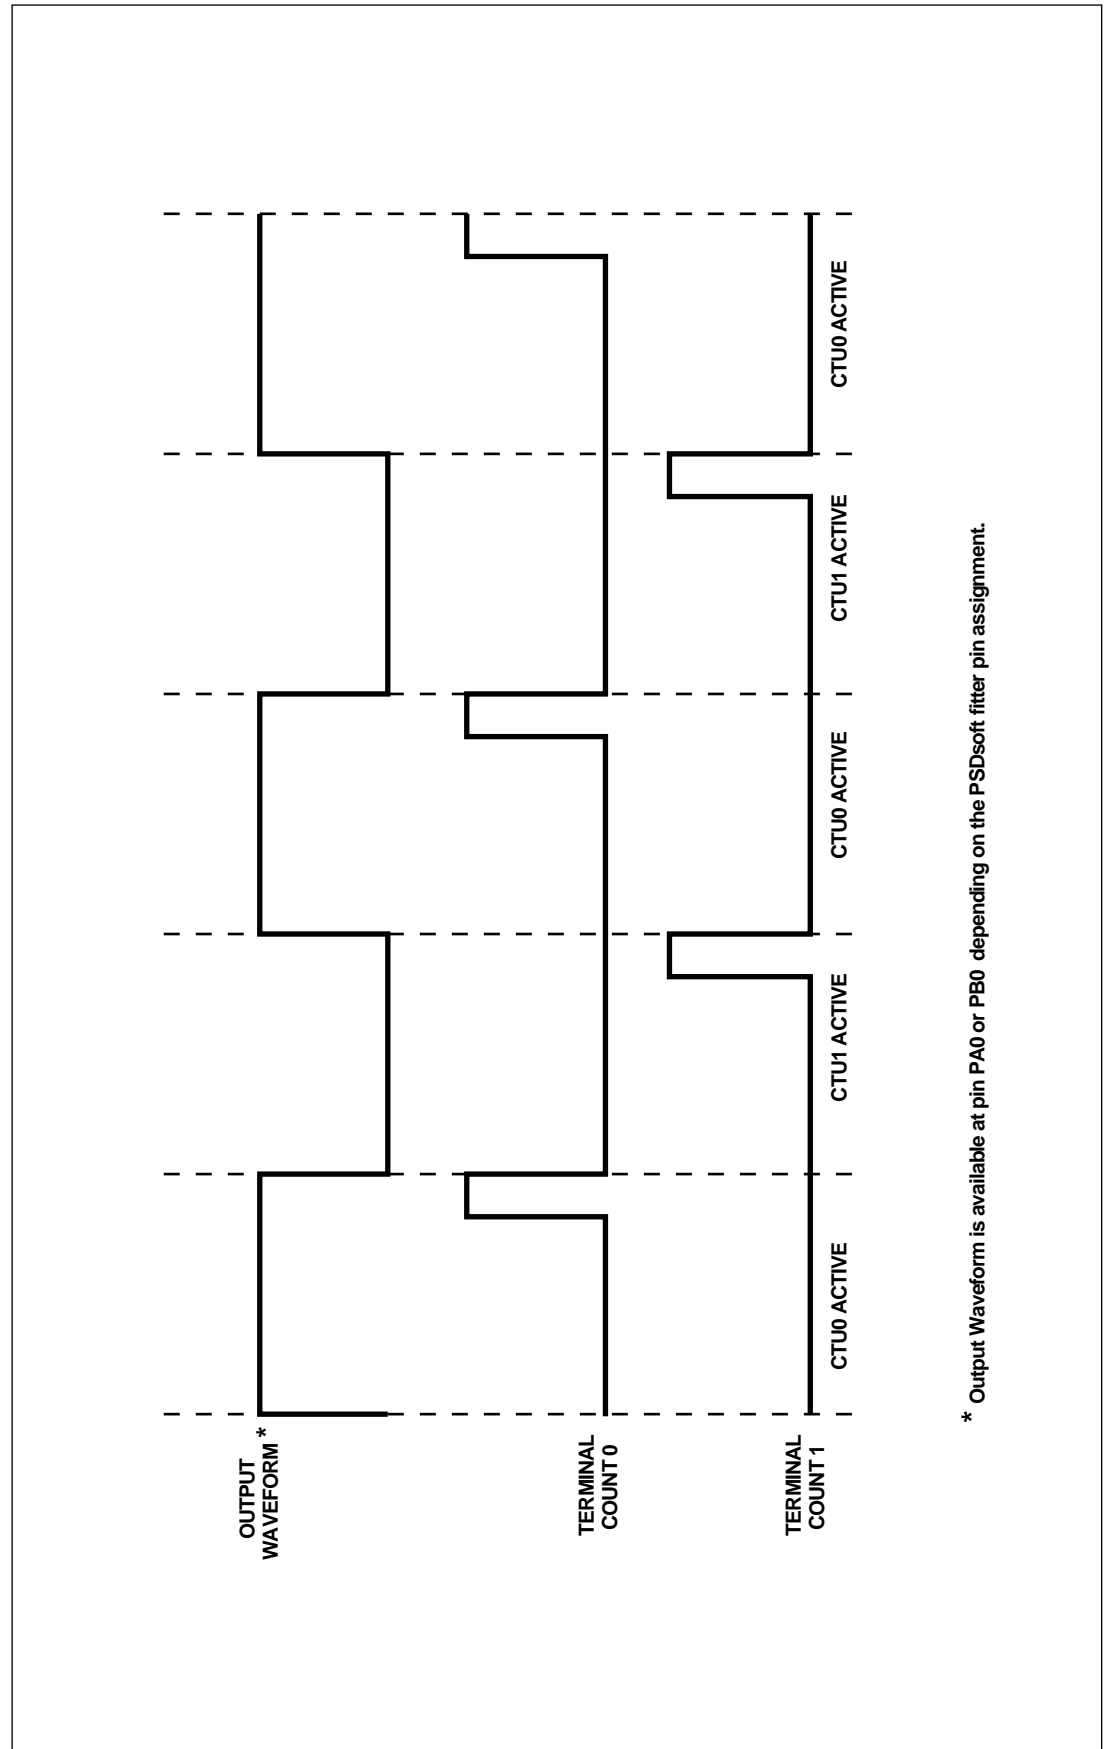 OUTPUT
WAVEFORM *
TERMINAL
COUNT 0
TERMINAL
COUNT 1
CTU0 ACTIVE
CTU1 ACTIVE
CTU0 ACTIVE
CTU1 ACTIVE
CTU0 ACTIVE
* Output Waveform is available at pin PA0 or PB0 depending on the PSDsoft fitter pin assignment.